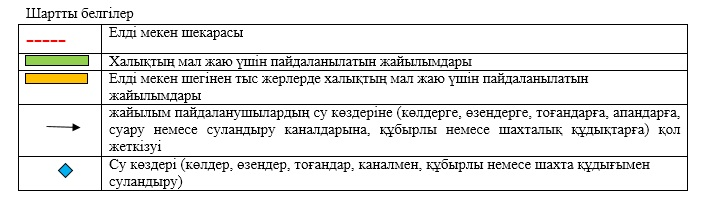 Шартты белгілер
Елді мекен шекарасы
Халықтың мал жаю үшін пайдаланылатын жайылымдары
Елді мекен шегінен тыс жерлерде халықтың мал жаю үшін пайдаланылатын
жайылымдары
жайылым пайдаланушылардың су көздеріне (көлдерге, өзендерге, тоғандарға, апандарға,
суару немесе суландыру каналдарына, құбырлы немесе шахталық құдықтарға) қол
жеткізуі
Су көздері (көлдер, өзендер, тоғандар, каналмен, құбырлы немесе шахта құдығымен
суландыру)